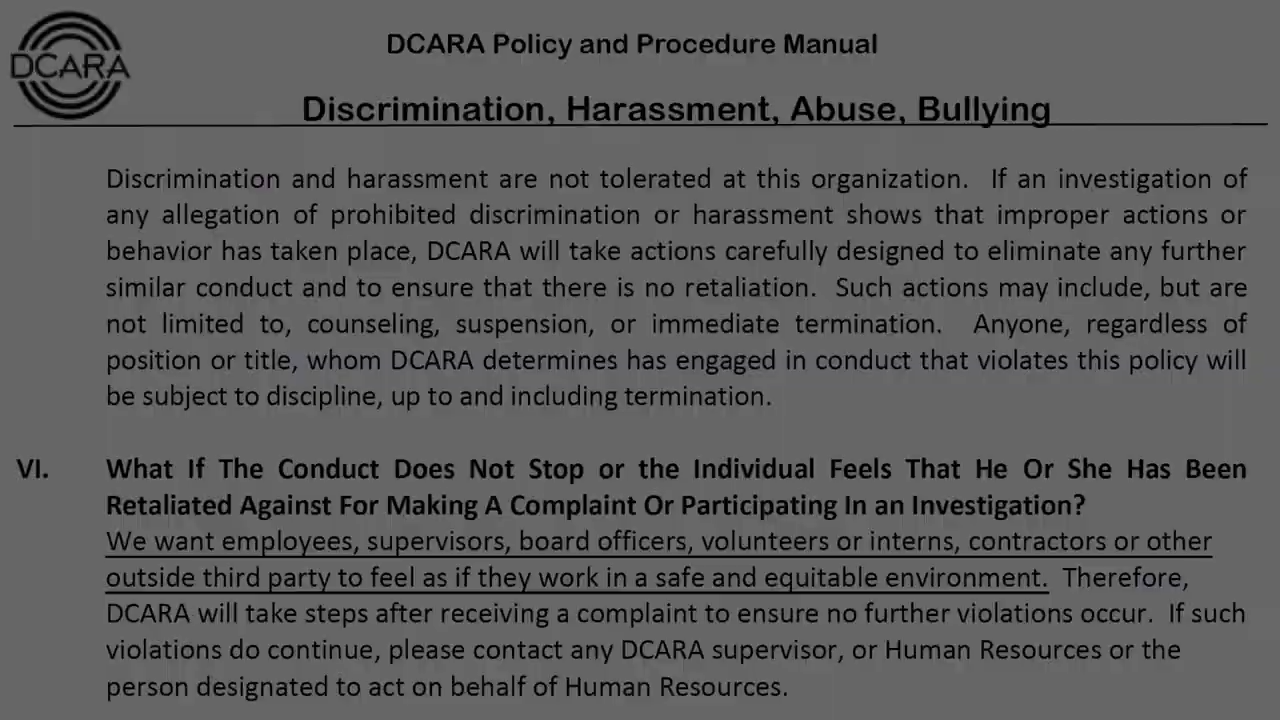 DCARA
DCARA Policy and Procedure Manual
Discrimination, Harassment, Abuse, Bullying
Discrimination and harassment are not tolerated at this organization. If an investigation of
any allegation of prohibited discrimination or harassment shows that improper actions or
behavior has taken place, DCARA will take actions carefully designed to eliminate any further
similar conduct and to ensure that there is no retaliation. Such actions may include, but are
not limited to, counseling, suspension, or immediate termination. Anyone, regardless of
position or title, whom DCARA determines has engaged in conduct that violates this policy will
be subject to discipline, up to and including termination.
VI. What If The Conduct Does Not Stop or the Individual Feels That He Or She Has Been
Retaliated Against For Making A Complaint Or Participating In an Investigation?
We want employees, supervisors, board officers, volunteers or interns, contractors or other
outside third party to feel as if they work in a safe and equitable environment. Therefore,
DCARA will take steps after receiving a complaint to ensure no further violations occur. If such
violations do continue, please contact any DCARA supervisor, or Human Resources or the
person designated to act on behalf of Human Resources.